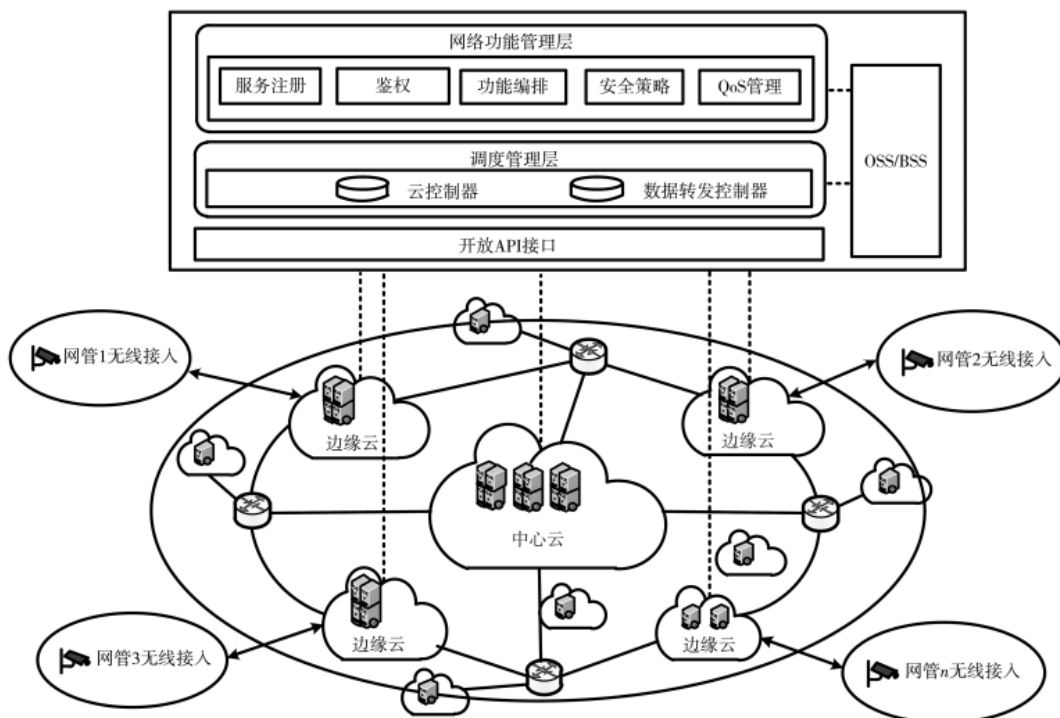 网络功能管理层
服务注册
鉴权
功能编排
安全策略
QoS管理
OSS/BSS
调度管理层
云控制器
数据转发控制器
开放API接口
网管1无线接入
网管2无线接入
边缘云
边缘云
中心云
边缘云
边缘云
网管3无线接入
网管n无线接入